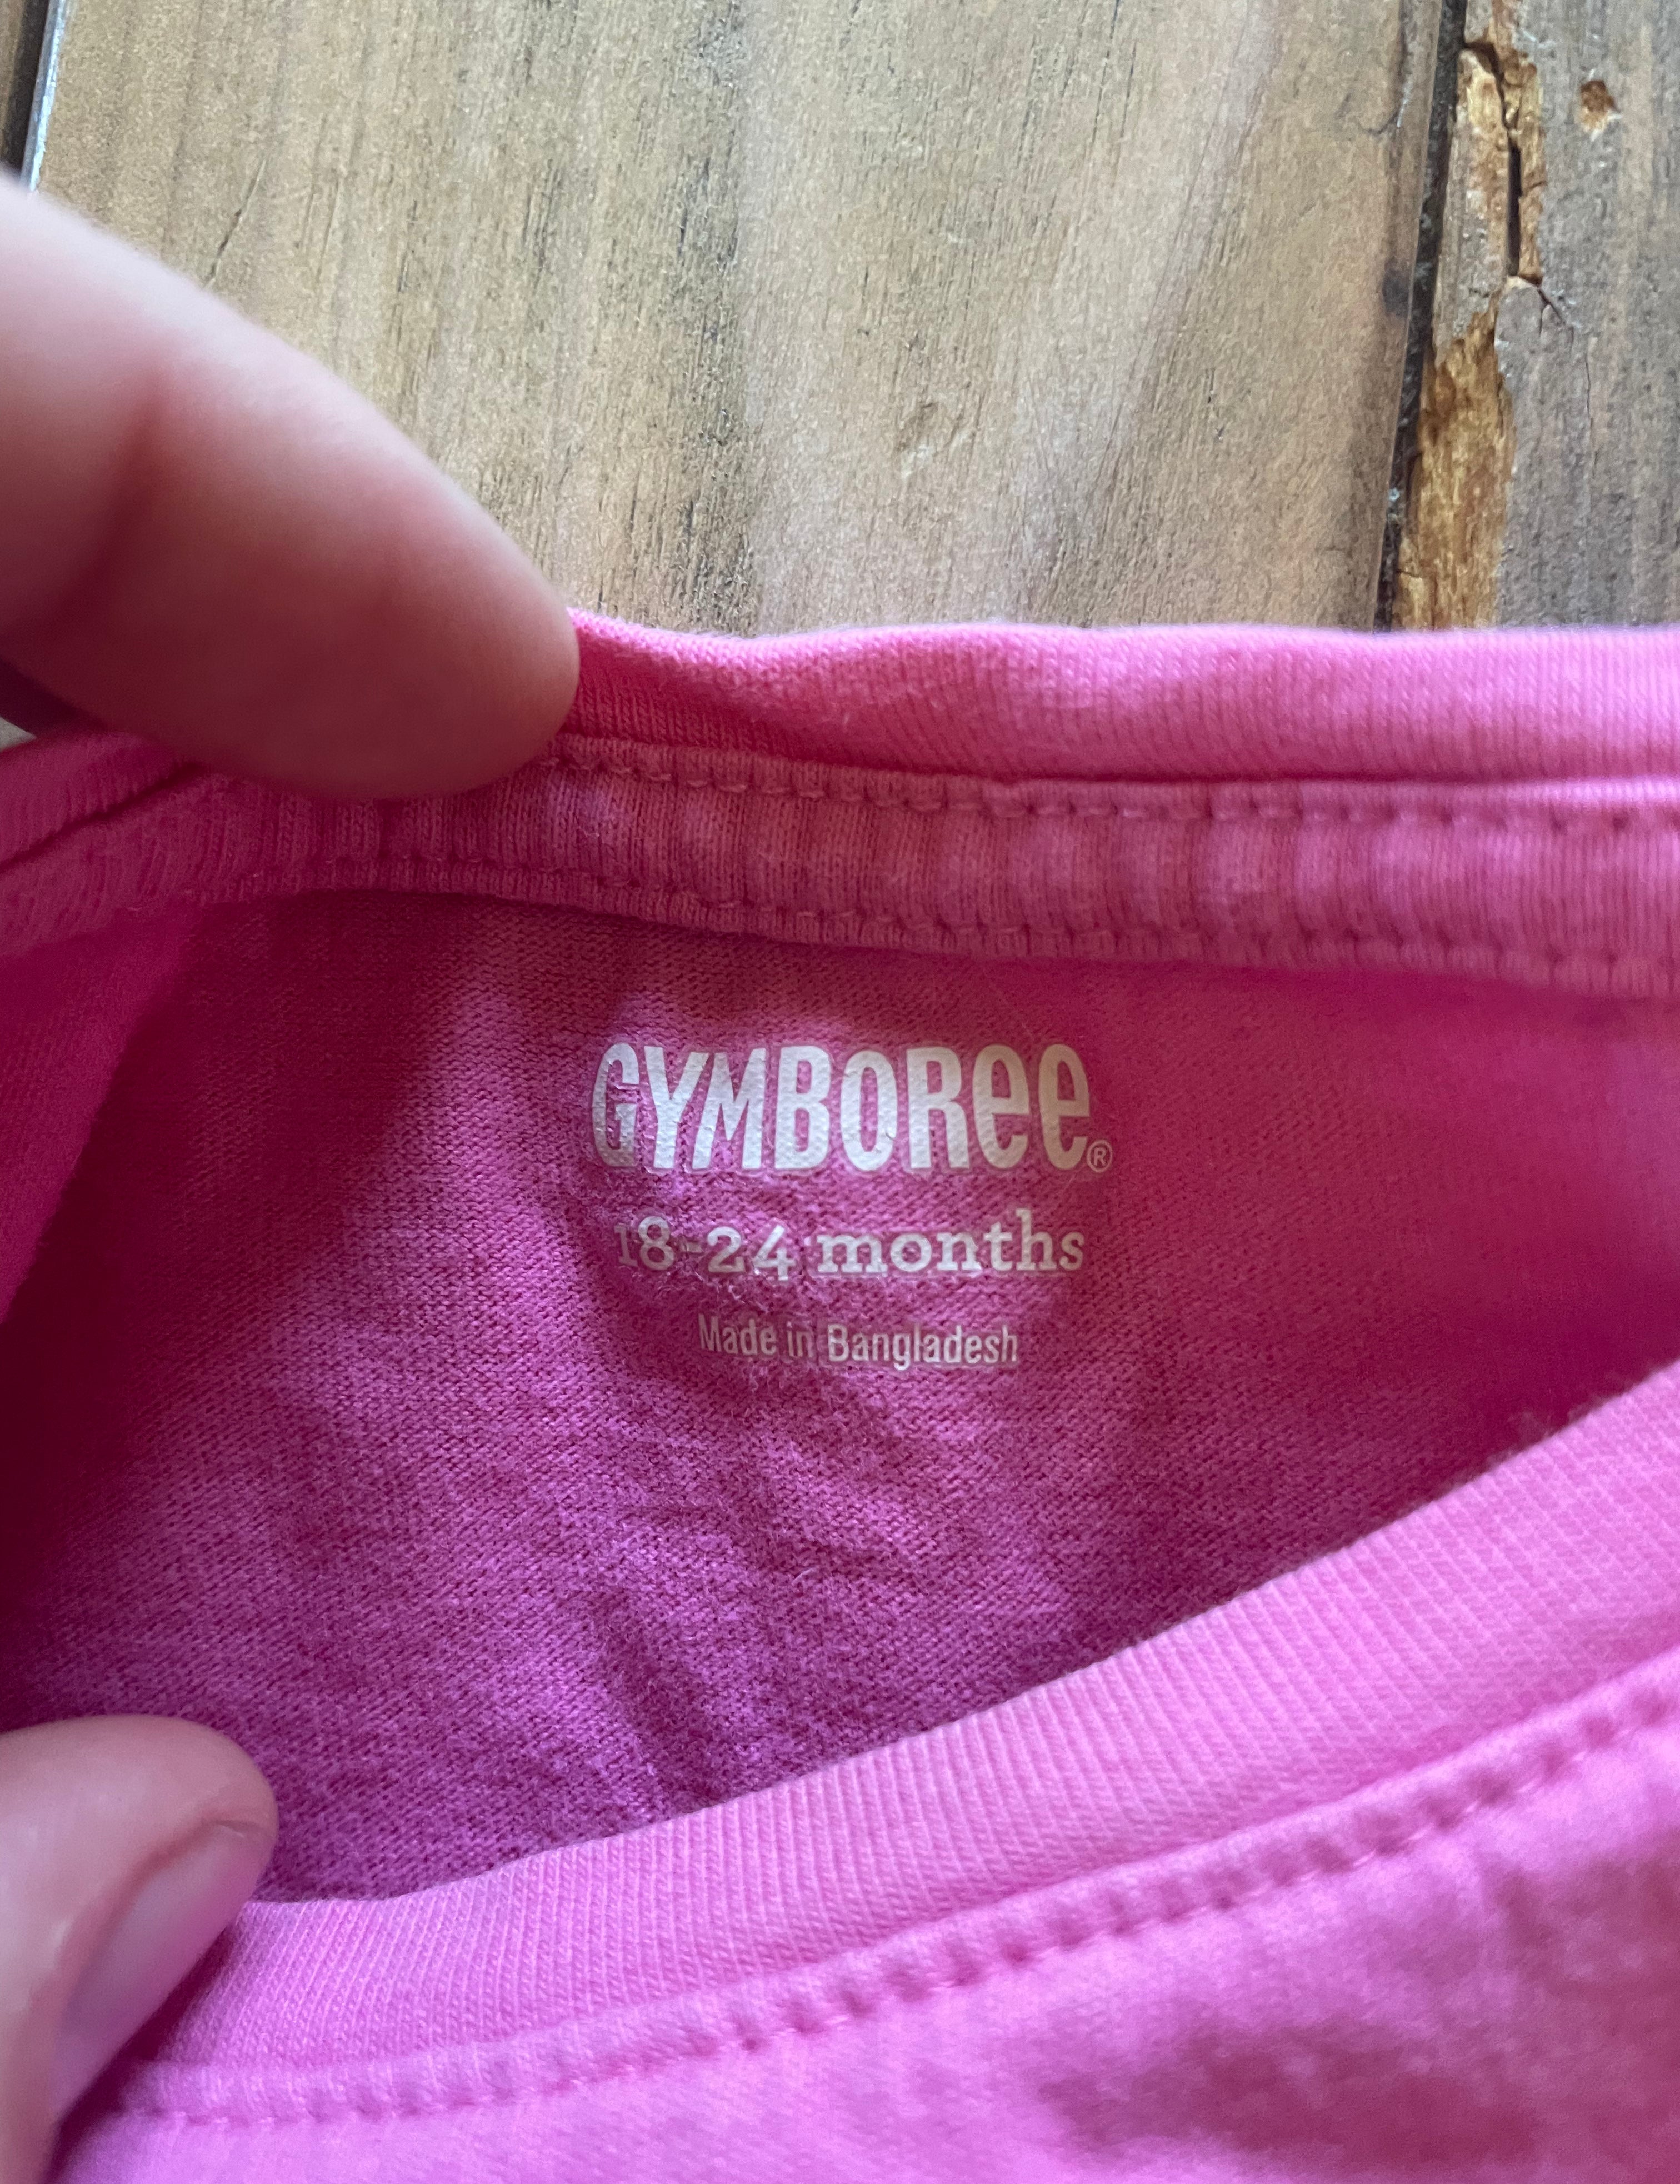 GYMBOREE®
18-24 months
Made in Bangladesh